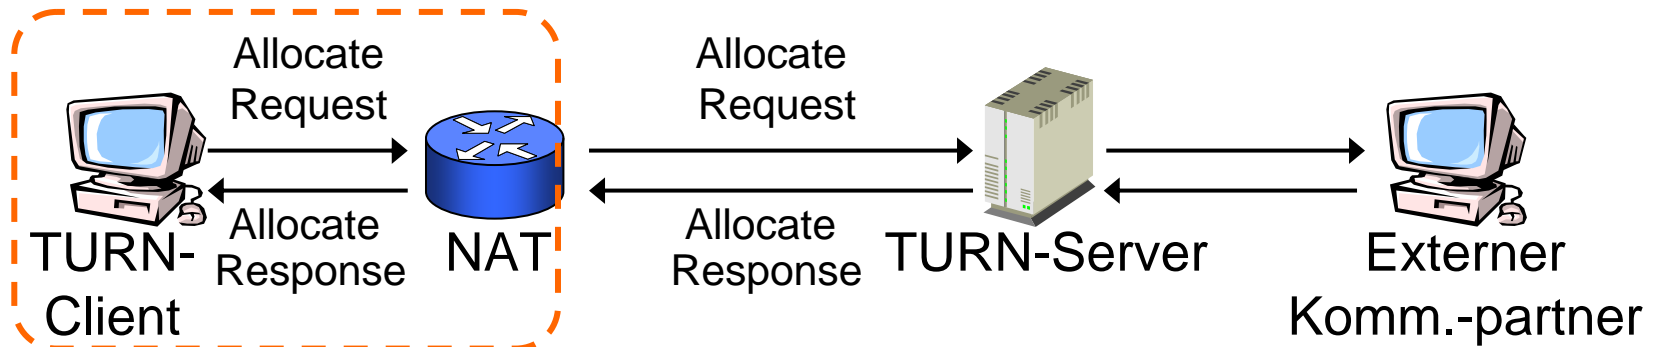 Allocate
Request
Allocate
Request
Allocate
Response
Allocate
Response
TURN-
Client
NAT
TURN-Server
Externer
Komm.-partner